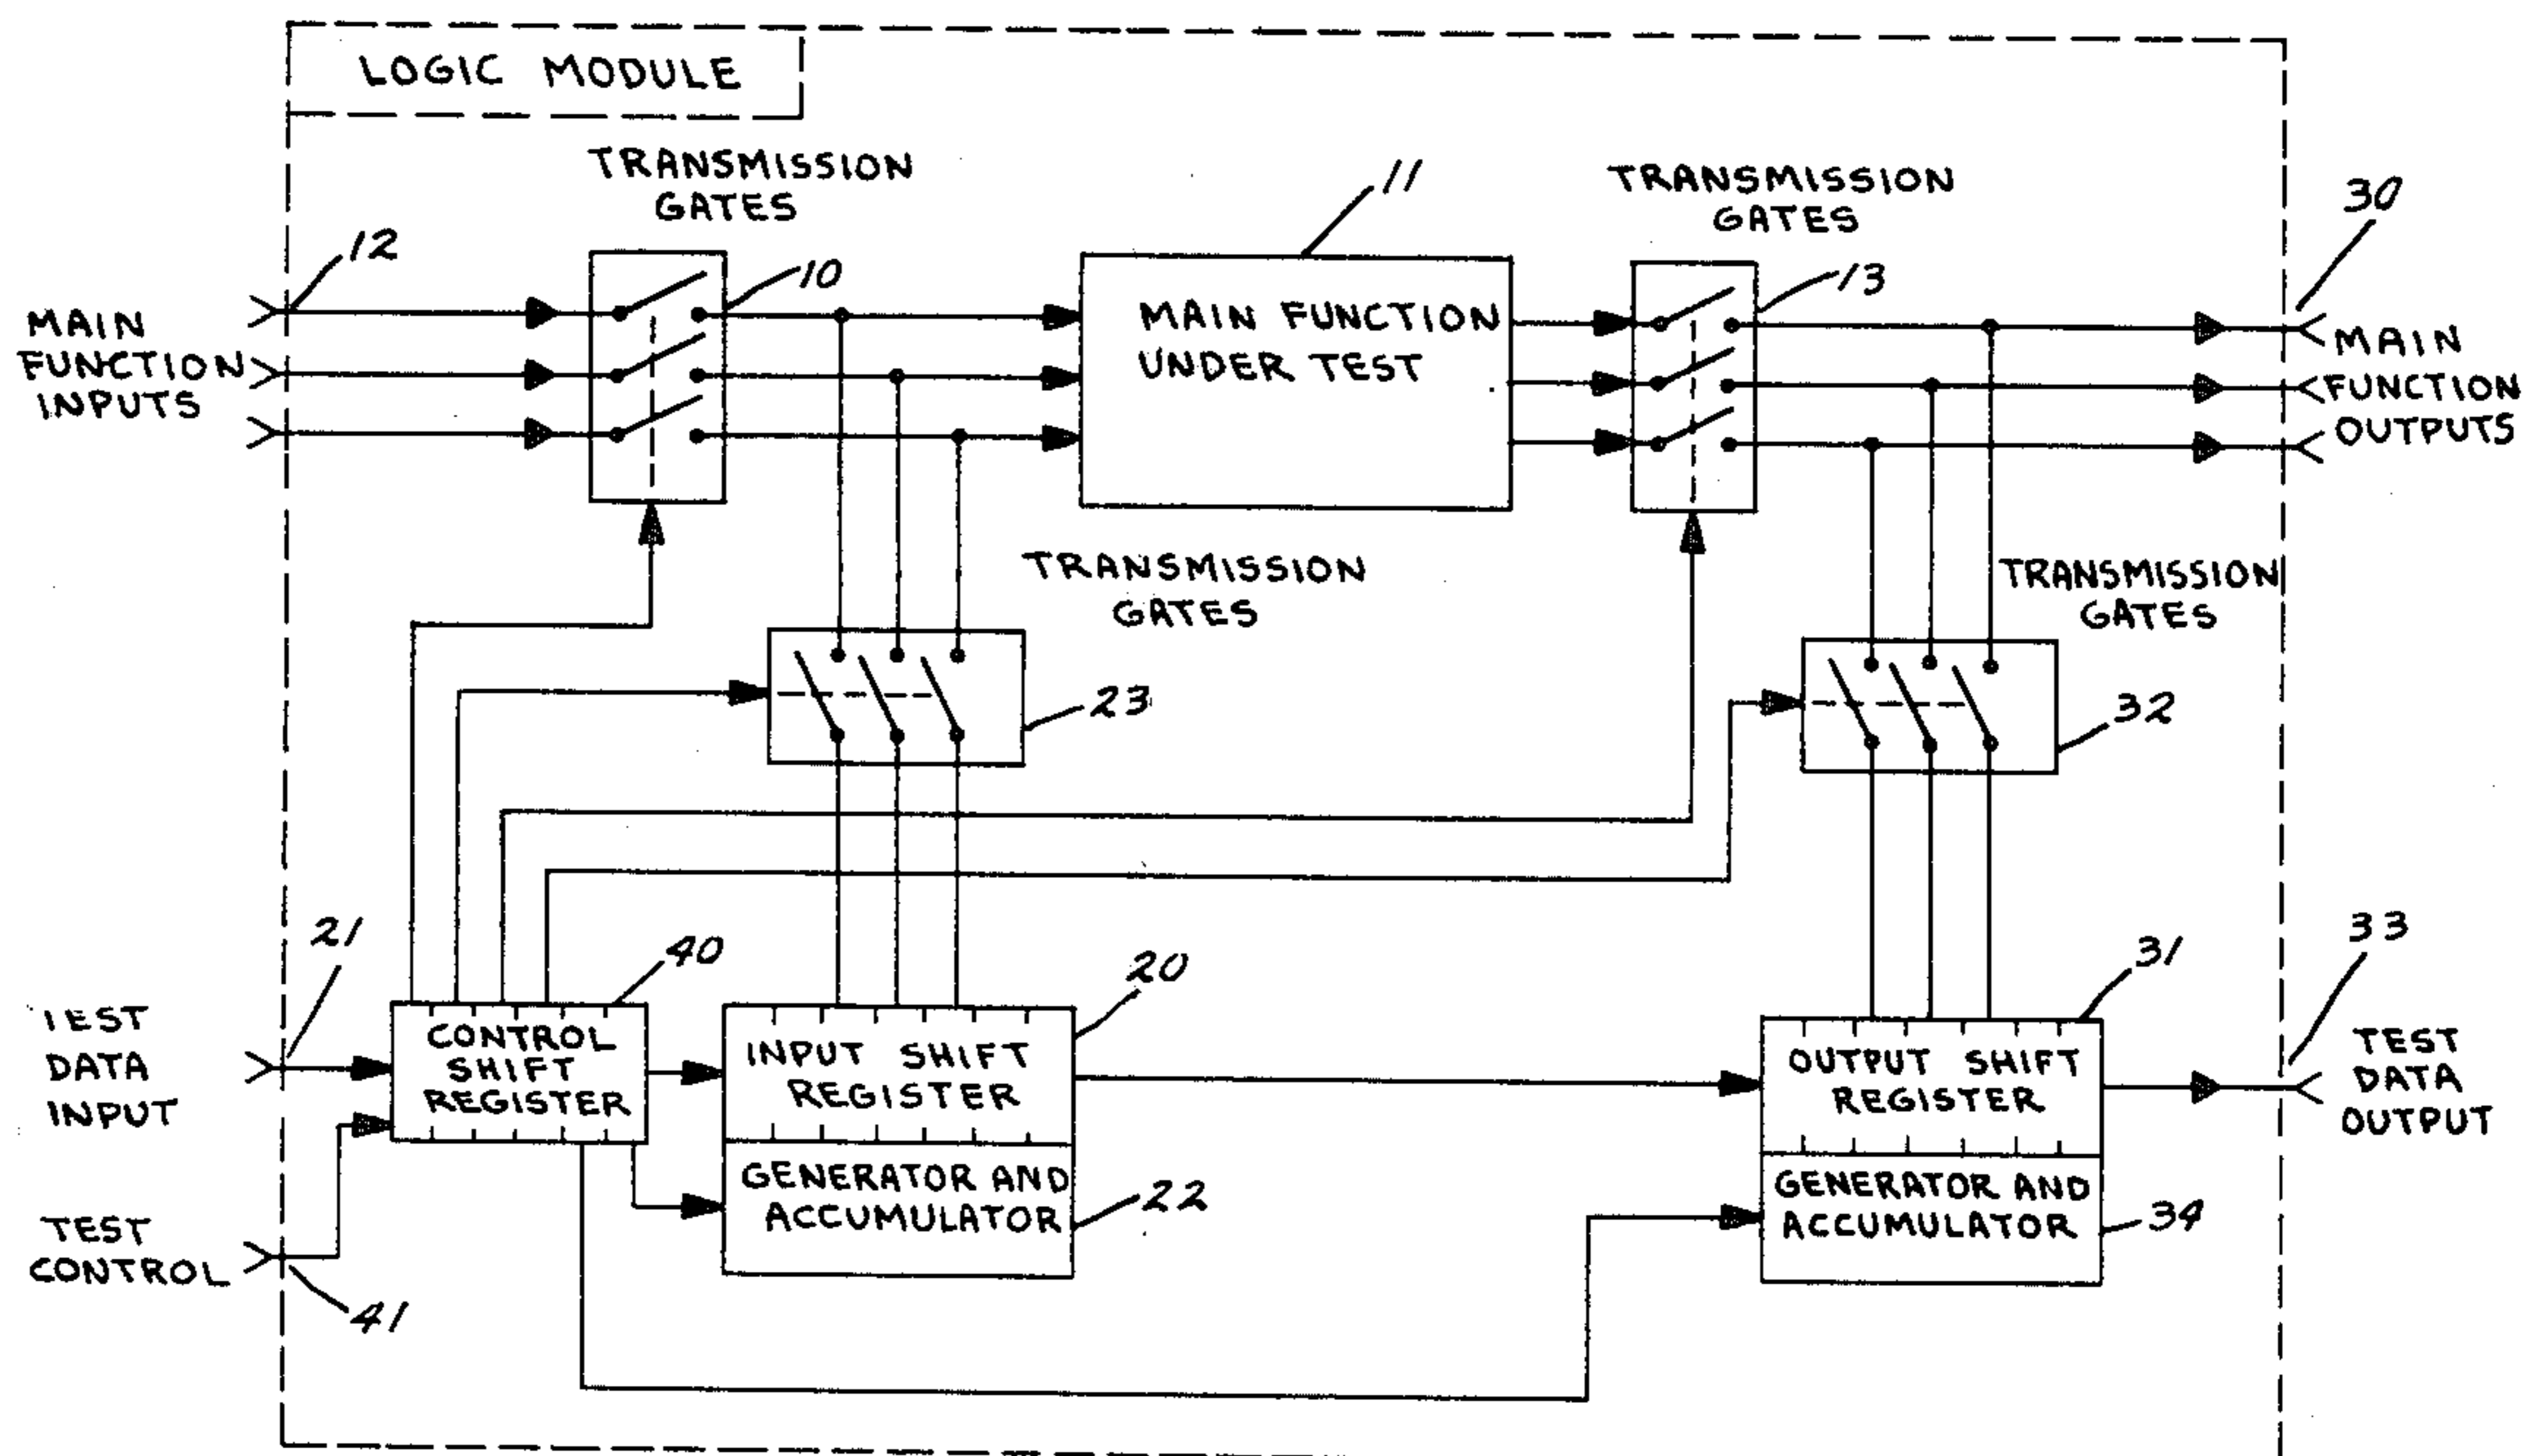 LOGIC MODULE
TRANSMISSION
GATES
11
TRANSMISSION
GATES
30
12
10
13
MAIN
FUNCTION
INPUTS
MAIN FUNCTION
UNDER TEST
MAIN
FUNCTION
OUTPUTS
TRANSMISSION
GATES
TRANSMISSION
GATES
23
32
21
40
20
31
33
TEST
DATA
INPUT
CONTROL
SHIFT
REGISTER
INPUT SHIFT
REGISTER
OUTPUT SHIFT
REGISTER
TEST
DATA
OUTPUT
GENERATOR AND
ACCUMULATOR
22
GENERATOR AND
ACCUMULATOR
34
TEST
CONTROL
41